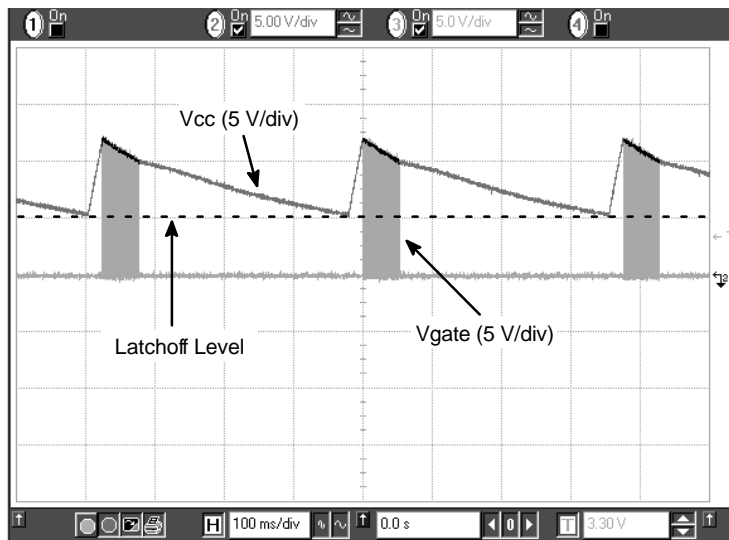 1 On 2 On 5.00 V/div 3 On 5.0 V/div 4 On
Vcc (5 V/div)
2
Vgate (5 V/div)
Latchoff Level
H 100 ms/div 0.0 s 0 T 3.30 V